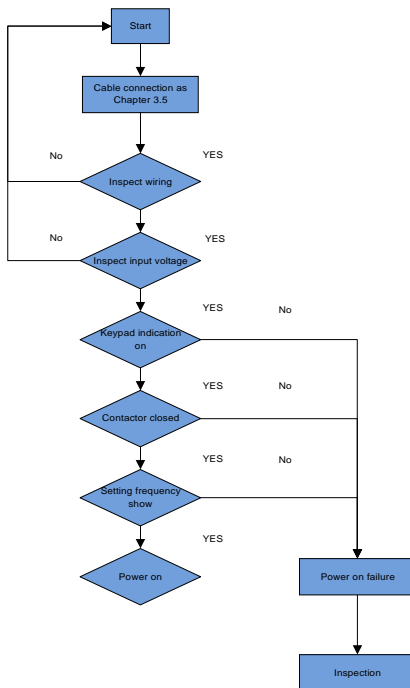 Start
Cable connection as
Chapter 3.5
No
YES
Inspect wiring
No
YES
Inspect input voltage
YES
No
Keypad indication
on
YES
No
Contactor closed
YES
No
Setting frequency
show
YES
Power on
Power on failure
Inspection